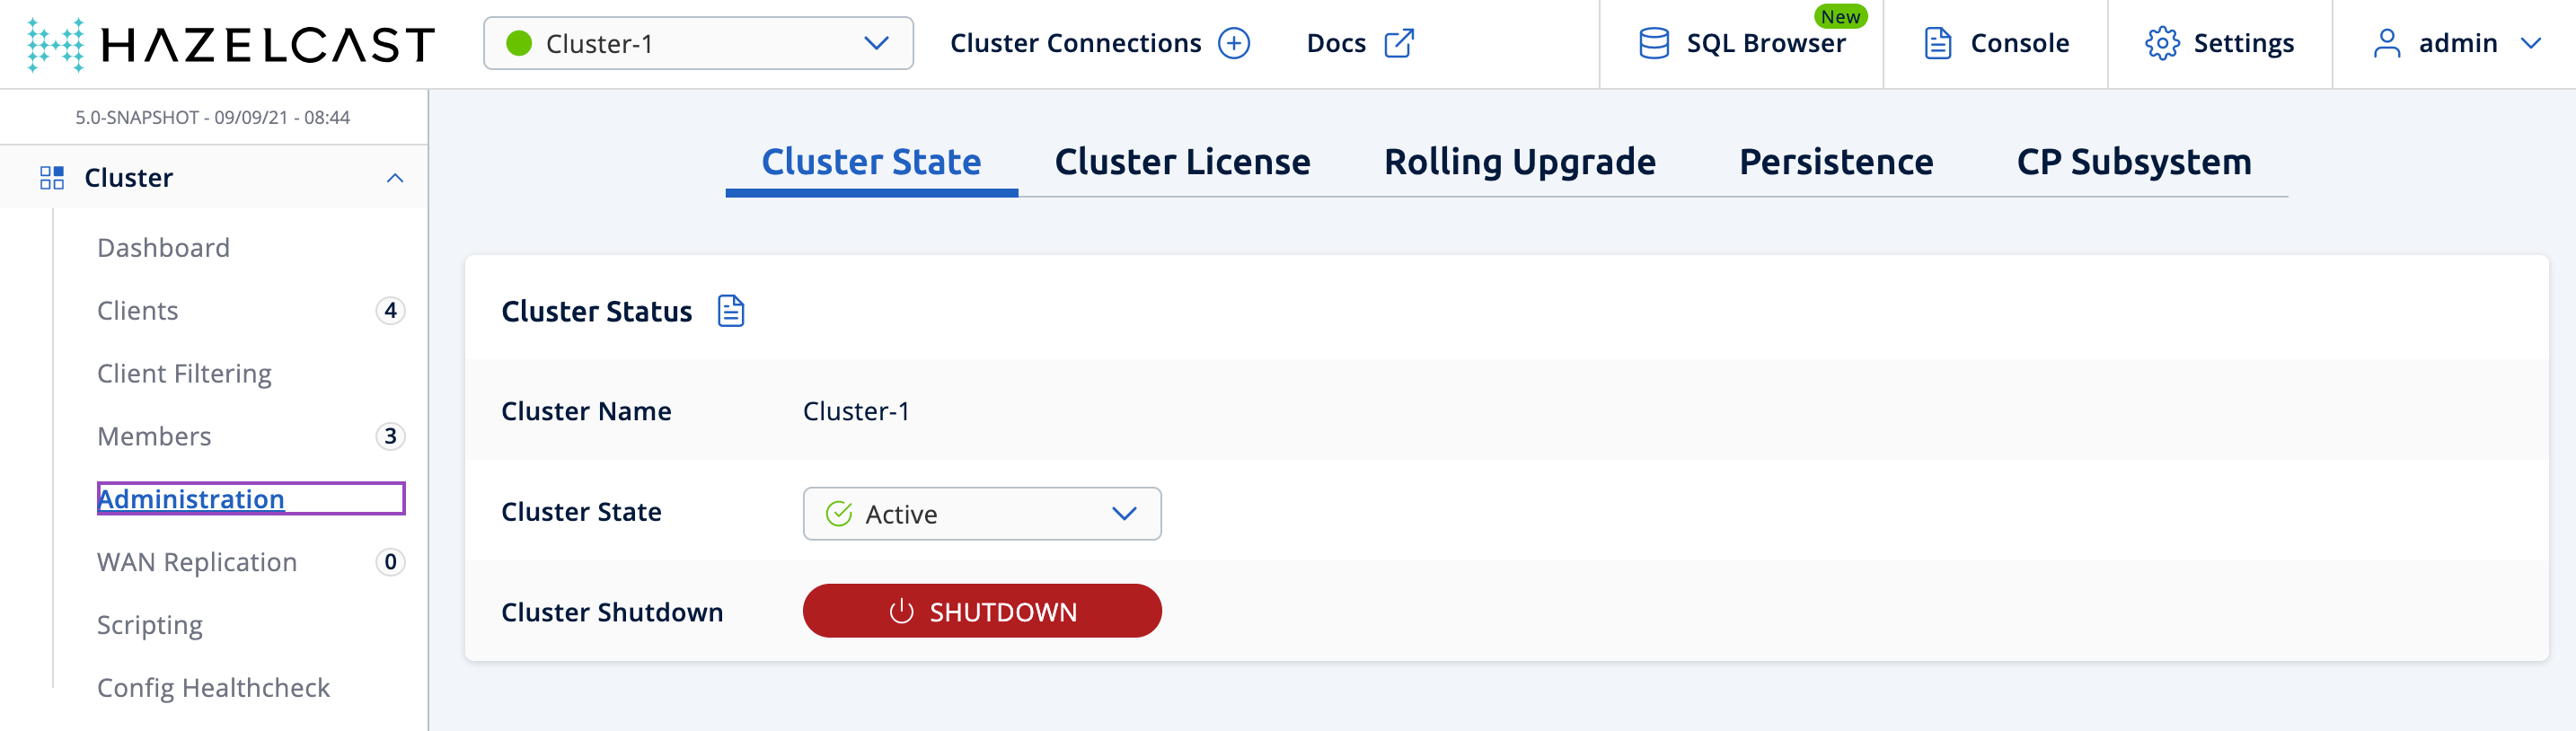 HAZELCAST
Cluster-1
Cluster Connections
Docs
SQL Browser
New
Console
Settings
admin
5.0-SNAPSHOT - 09/09/21 - 08:44
Cluster
Dashboard
Clients 4
Client Filtering
Members 3
Administration
WAN Replication 0
Scripting
Config Healthcheck
Cluster State Cluster License Rolling Upgrade Persistence CP Subsystem
Cluster Status
Cluster Name Cluster-1
Cluster State Active
Cluster Shutdown SHUTDOWN